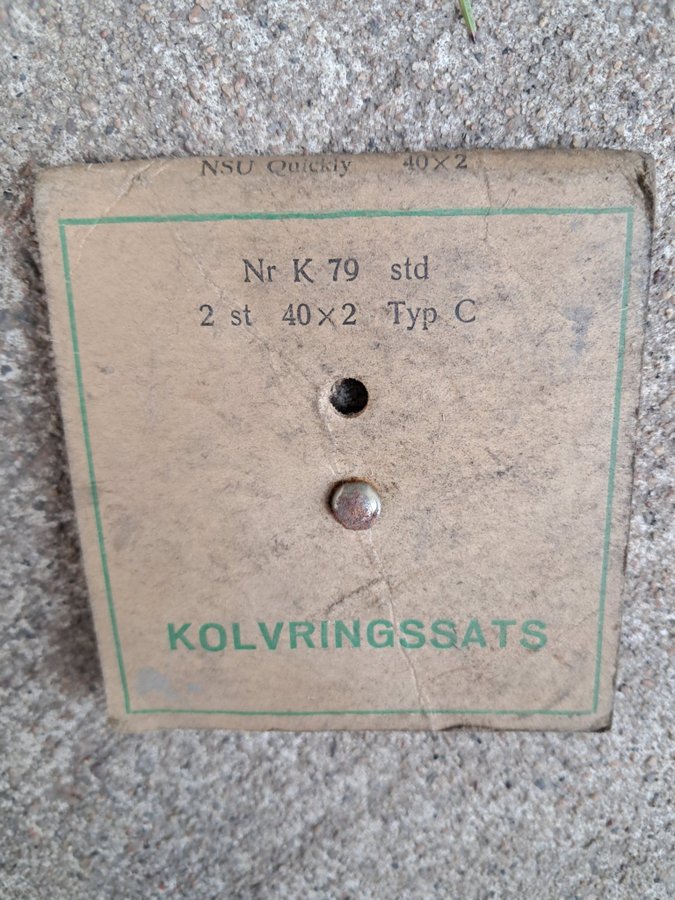 NSU Quickly 40×2
Nr K 79 std
2 st 40×2 Typ C
KOLVRINGSSATS